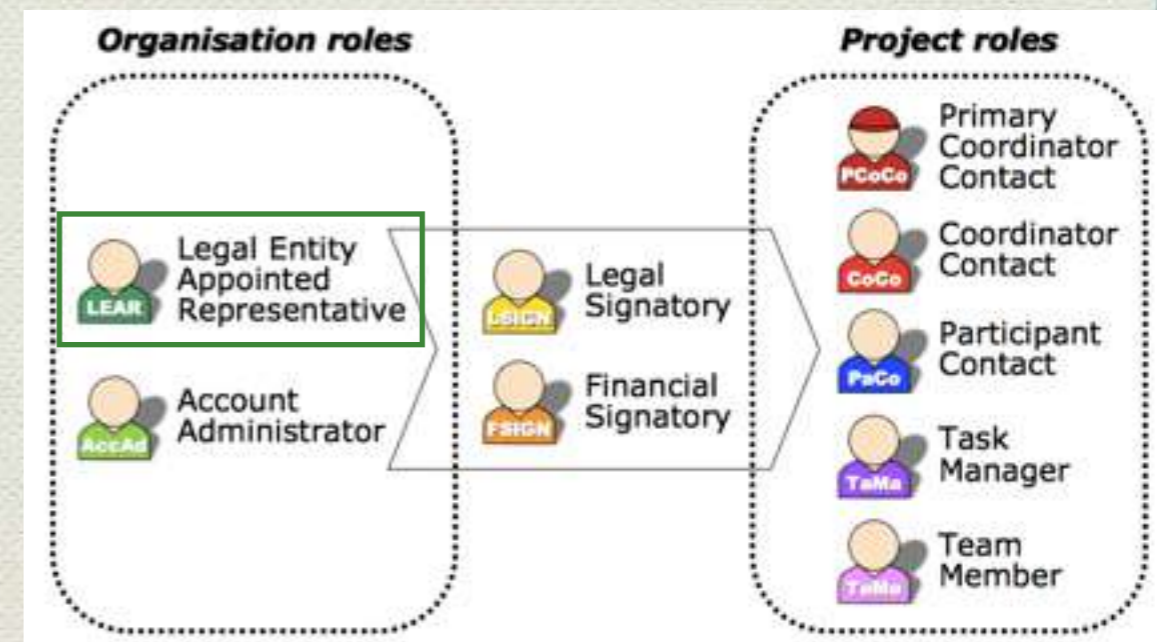 Organisation roles
Project roles
LEAR
Legal Entity
Appointed
Representative
AccAd
Account
Administrator
LSIGN
Legal
Signatory
FSIGN
Financial
Signatory
PCoCo
Primary
Coordinator
Contact
CoCo
Coordinator
Contact
PaCo
Participant
Contact
TaMa
Task
Manager
TeMe
Team
Member